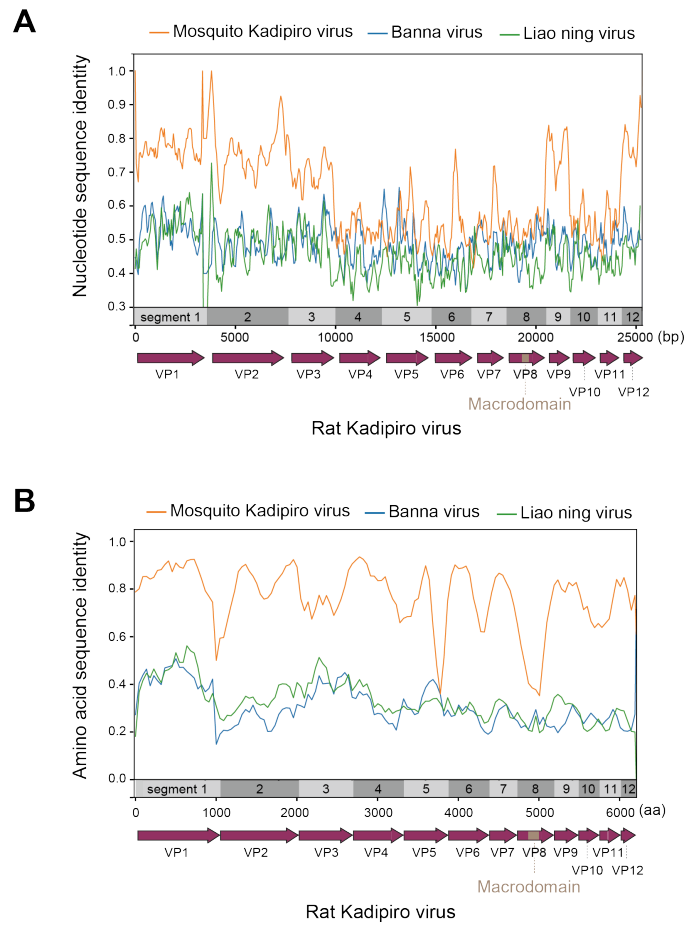 A
Mosquito Kadipiro virus Banna virus Liao ning virus
Nucleotide sequence identity
1.0
0.9
0.8
0.7
0.6
0.5
0.4
0.3
segment 1 2 3 4 5 6 7 8 9 10 11 12
0 5000 10000 15000 20000 25000 (bp)
VP1 VP2 VP3 VP4 VP5 VP6 VP7 VP8 VP9 VP11
VP10 VP12
Macrodomain
Rat Kadipiro virus
B
Mosquito Kadipiro virus Banna virus Liao ning virus
Amino acid sequence identity
1.0
0.8
0.6
0.4
0.2
0.0
segment 1 2 3 4 5 6 7 8 9 10 11 12
0 1000 2000 3000 4000 5000 6000 (aa)
VP1 VP2 VP3 VP4 VP5 VP6 VP7 VP8 VP9 VP11
VP10 VP12
Macrodomain
Rat Kadipiro virus